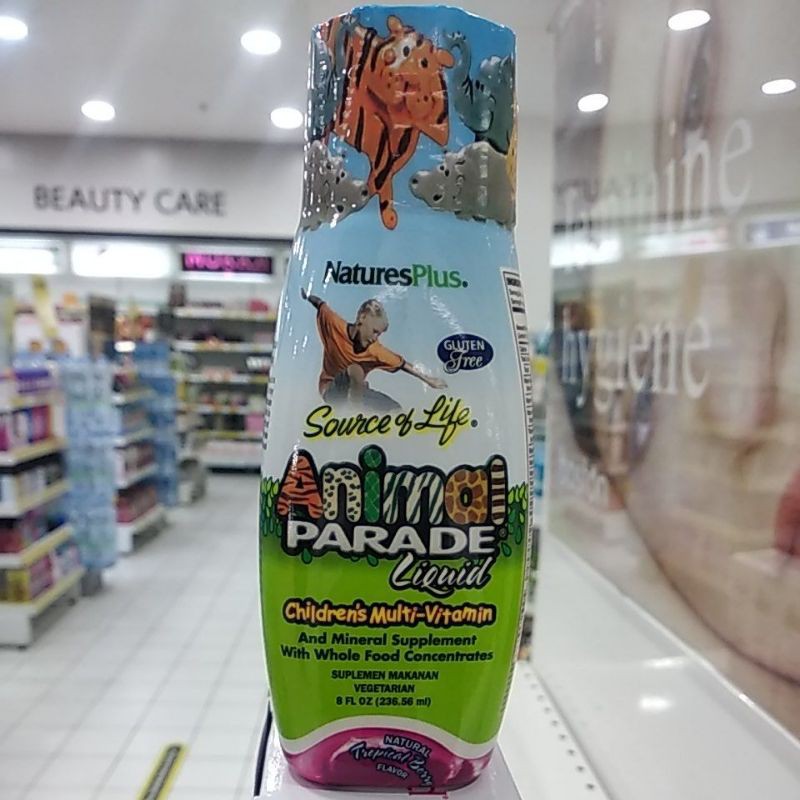 BEAUTY CARE
NaturesPlus.
GLUTEN
Free
Source of Life®
Animal
PARADE®
Liquid
Children's Multi-Vitamin
And Mineral Supplement
With Whole Food Concentrates
SUPLEMEN MAKANAN
VEGETARIAN
8 FL OZ (236.56 ml)
NATURAL
Tropical Berry
FLAVOR
feminine
hygiene